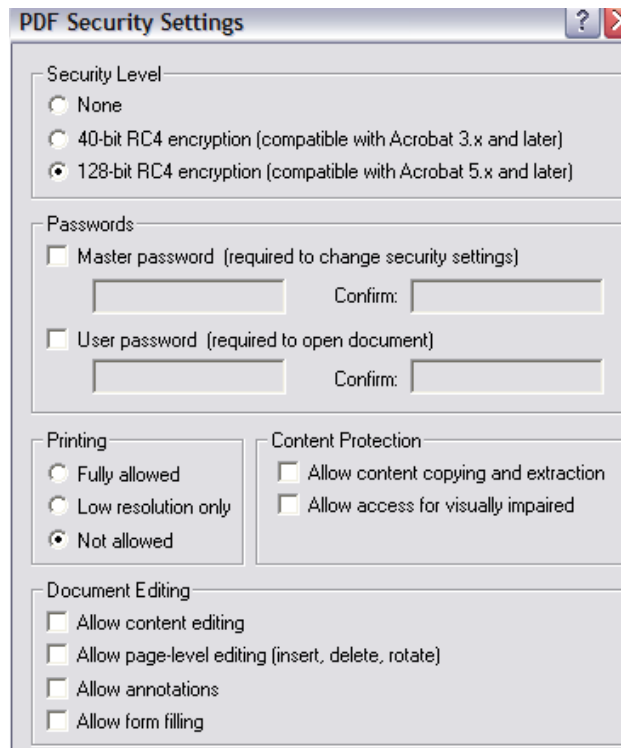 PDF Security Settings
?
Security Level
None
40-bit RC4 encryption (compatible with Acrobat 3.x and later)
128-bit RC4 encryption (compatible with Acrobat 5.x and later)
Passwords
Master password (required to change security settings)
Confirm:
User password (required to open document)
Confirm:
Printing
Fully allowed
Low resolution only
Not allowed
Content Protection
Allow content copying and extraction
Allow access for visually impaired
Document Editing
Allow content editing
Allow page-level editing (insert, delete, rotate)
Allow annotations
Allow form filling